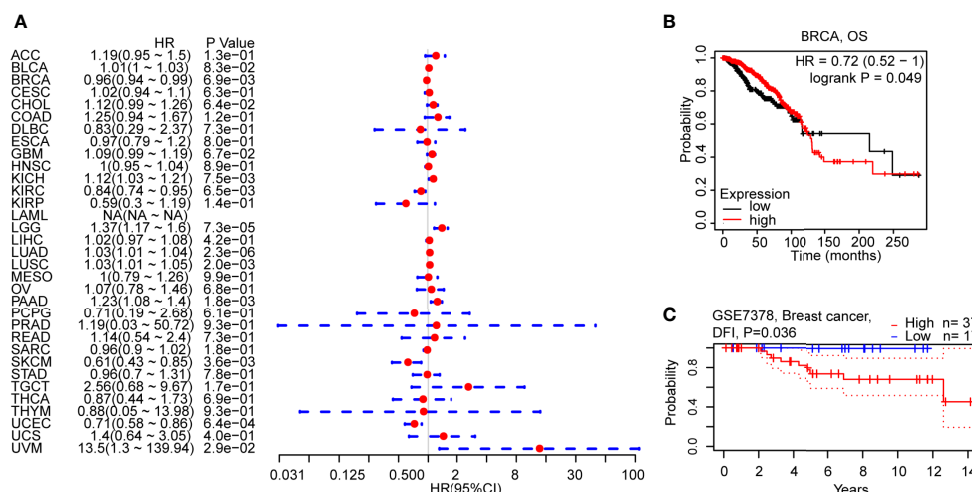 A
HR P Value
ACC 1.19(0.95 ~ 1.5) 1.3e−01
BLCA 1.01(1 ~ 1.03) 8.3e−02
BRCA 0.96(0.94 ~ 0.99) 6.9e−03
CESC 1.02(0.94 ~ 1.1) 6.3e−01
CHOL 1.12(0.99 ~ 1.26) 6.4e−02
COAD 1.25(0.94 ~ 1.67) 1.2e−01
DLBC 0.83(0.29 ~ 2.37) 7.3e−01
ESCA 0.97(0.79 ~ 1.2) 8.0e−01
GBM 1.09(0.99 ~ 1.19) 6.7e−02
HNSC 1(0.95 ~ 1.04) 8.9e−01
KICH 1.12(1.03 ~ 1.21) 7.5e−03
KIRC 0.84(0.74 ~ 0.95) 6.5e−03
KIRP 0.59(0.3 ~ 1.19) 1.4e−01
LAML NA(NA ~ NA) NA
LGG 1.37(1.17 ~ 1.6) 7.3e−05
LIHC 1.02(0.97 ~ 1.08) 4.2e−01
LUAD 1.03(1.01 ~ 1.04) 2.3e−06
LUSC 1.03(1.01 ~ 1.05) 2.0e−03
MESO 1(0.79 ~ 1.26) 9.9e−01
OV 1.07(0.78 ~ 1.46) 6.8e−01
PAAD 1.23(1.08 ~ 1.4) 1.8e−03
PCPG 0.71(0.19 ~ 2.68) 6.1e−01
PRAD 1.19(0.03 ~ 50.72) 9.3e−01
READ 1.14(0.54 ~ 2.4) 7.3e−01
SARC 0.96(0.9 ~ 1.02) 1.8e−01
SKCM 0.61(0.43 ~ 0.85) 3.6e−03
STAD 0.96(0.7 ~ 1.31) 7.8e−01
TGCT 2.56(0.68 ~ 9.67) 1.7e−01
THCA 0.87(0.44 ~ 1.73) 6.9e−01
THYM 0.88(0.05 ~ 13.98) 9.3e−01
UCEC 0.71(0.58 ~ 0.86) 6.4e−04
UCS 1.4(0.64 ~ 3.05) 4.0e−01
UVM 13.5(1.3 ~ 139.94) 2.9e−02
0.031 0.125 0.500 2 8 30 100
HR(95%CI)
B
BRCA, OS
HR = 0.72 (0.52 − 1)
logrank P = 0.049
Probability
1.0
0.8
0.6
0.4
0.2
0
Expression
low
high
0 50 100 150 200 250
Time (months)
C
GSE7378, Breast cancer,
DFI, P=0.036
High n= 37
Low n= 1
Probability
1.0
0.8
0.4
0.2
0
0 2 4 6 8 10 12 14
Years